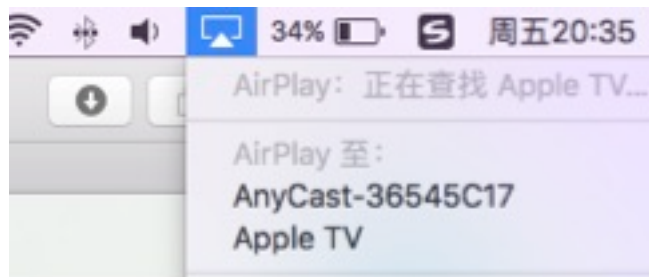 34% S 周五20:35
AirPlay：正在查找 Apple TV...
AirPlay 至：
AnyCast-36545C17
Apple TV